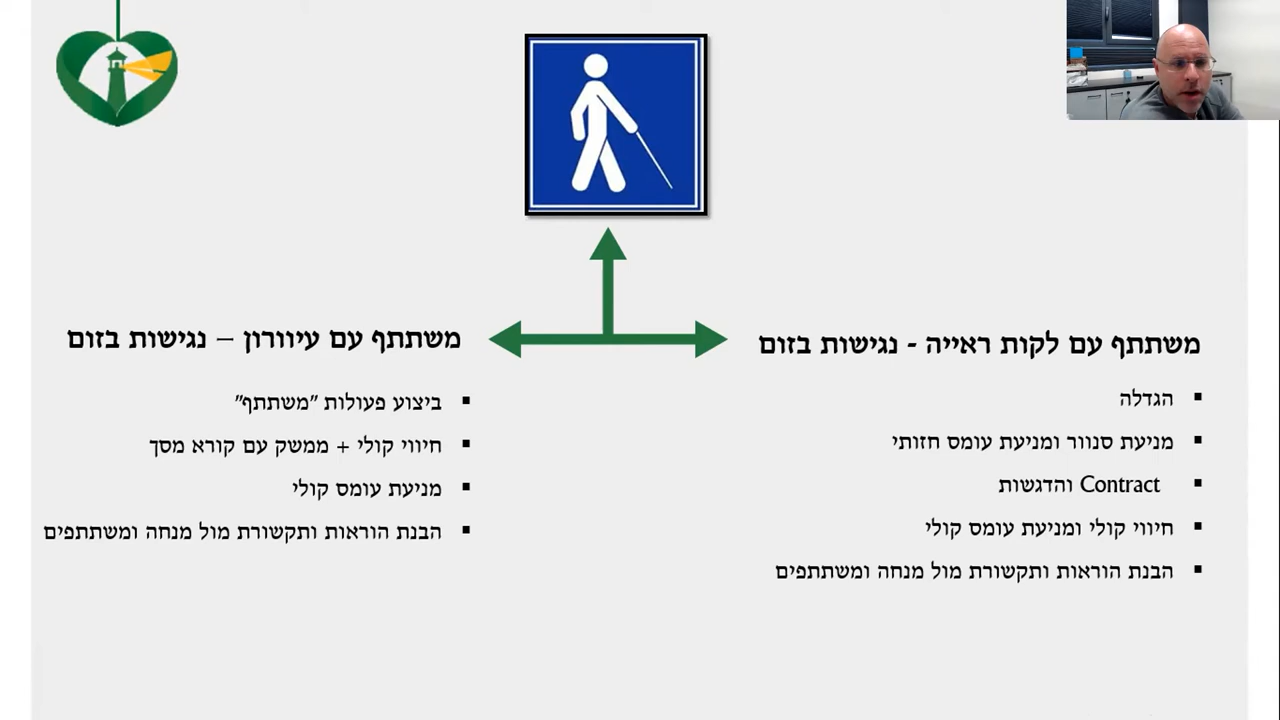 משתתף עם לקות ראייה - נגישות בזום
הגדלה
מניעת סנוור ומניעת עומס חזותי
Contract והדגשות
חיווי קולי ומניעת עומס קולי
הבנת הוראות ותקשורת מול מנחה ומשתתפים
משתתף עם עיוורון – נגישות בזום
ביצוע פעולות "משתתף"
חיווי קולי + ממשק עם קורא מסך
מניעת עומס קולי
הבנת הוראות ותקשורת מול מנחה ומשתתפים